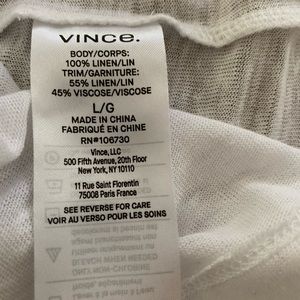 VINCE.
BODY/CORPS:
100% LINEN/LIN
TRIM/GARNITURE:
55% LINEN/LIN
45% VISCOSE/VISCOSE
L/G
MADE IN CHINA
FABRIQUÉ EN CHINE
RN#106730
Vince, LLC
500 Fifth Avenue, 20th Floor
New York, NY 10110
11 Rue Saint Florentin
75008 Paris France
SEE REVERSE FOR CARE
VOIR AU VERSO POUR LES SOINS